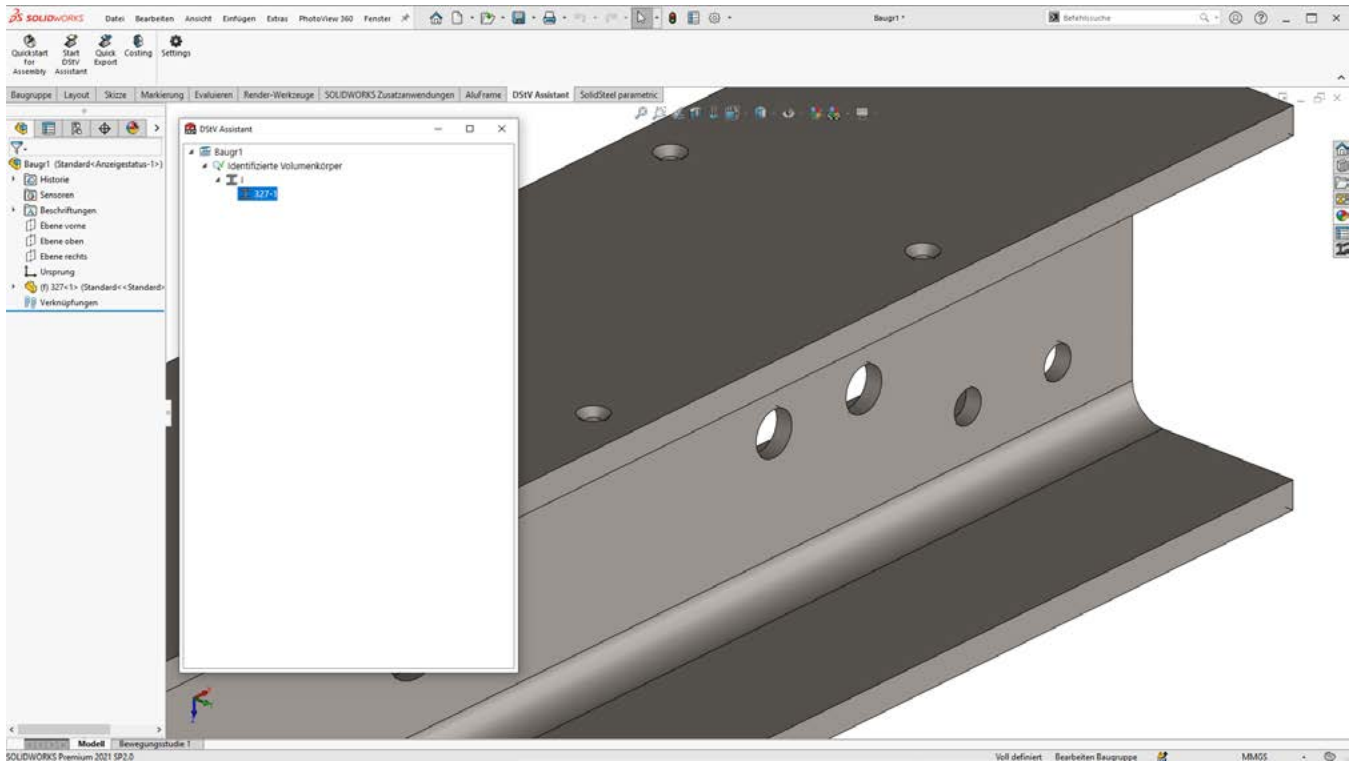 SOLIDWORKS Datei Bearbeiten Ansicht Einfügen Extras PhotoView 360 Fenster Baugr1 * Befehlssuche
Quickstart for Assembly
Start DStV Assistant
Quick Export
Costing
Settings
Baugruppe Layout Skizze Markierung Evaluieren Render-Werkzeuge SOLIDWORKS Zusatzanwendungen AluFrame DStV Assistant SolidSteel parametric
Baugr1 (Standard<Anzeigestatus-1>)
Historie
Sensoren
Beschriftungen
Ebene vorne
Ebene oben
Ebene rechts
Ursprung
(f) 327<1> (Standard<<Standard>
Verknüpfungen
DStV Assistant
Baugr1
Identifizierte Volumenkörper
I
327-1
Modell Bewegungsstudie 1
SOLIDWORKS Premium 2021 SP2.0 Voll definiert Bearbeiten Baugruppe MMGS